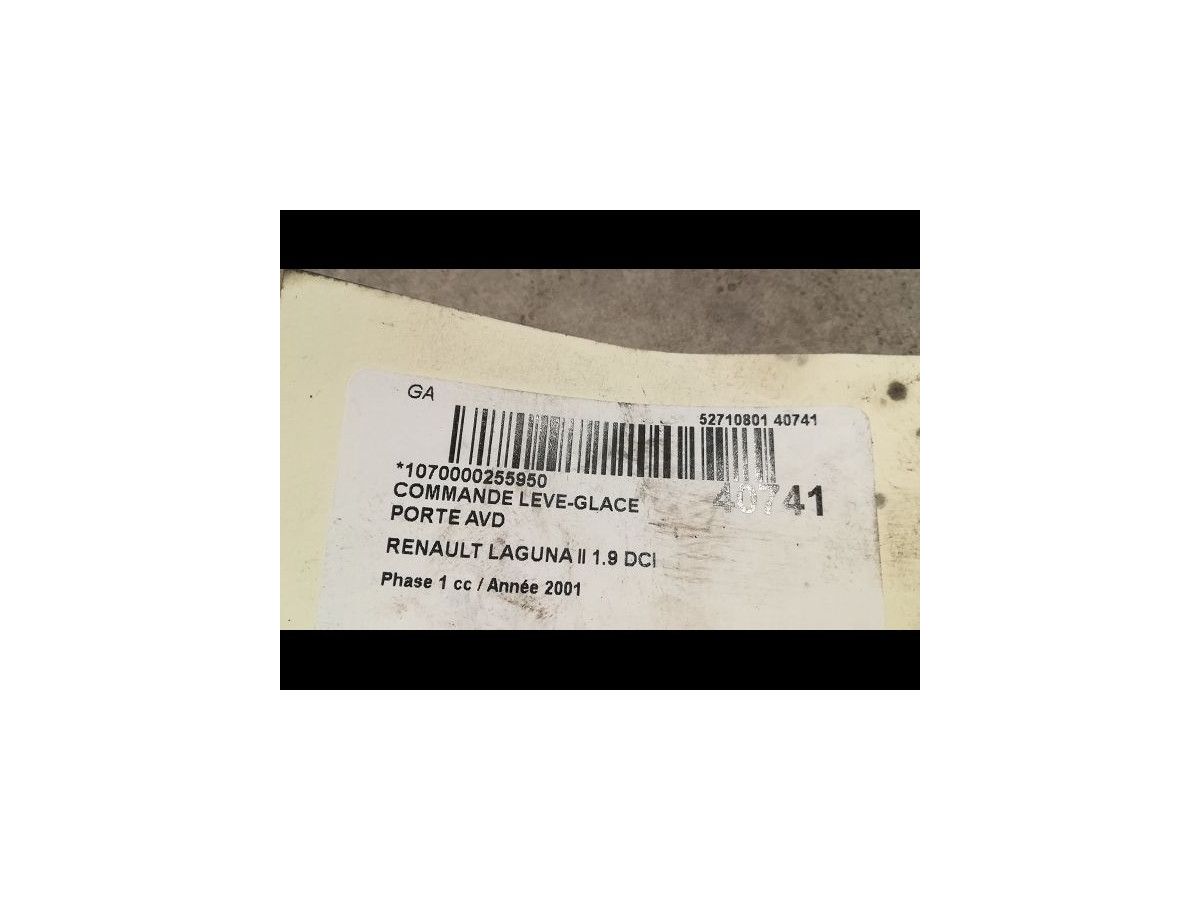 GA
52710801 40741
*1070000255950
COMMANDE LEVE-GLACE
40741
PORTE AVD
RENAULT LAGUNA II 1.9 DCI
Phase 1 cc / Année 2001